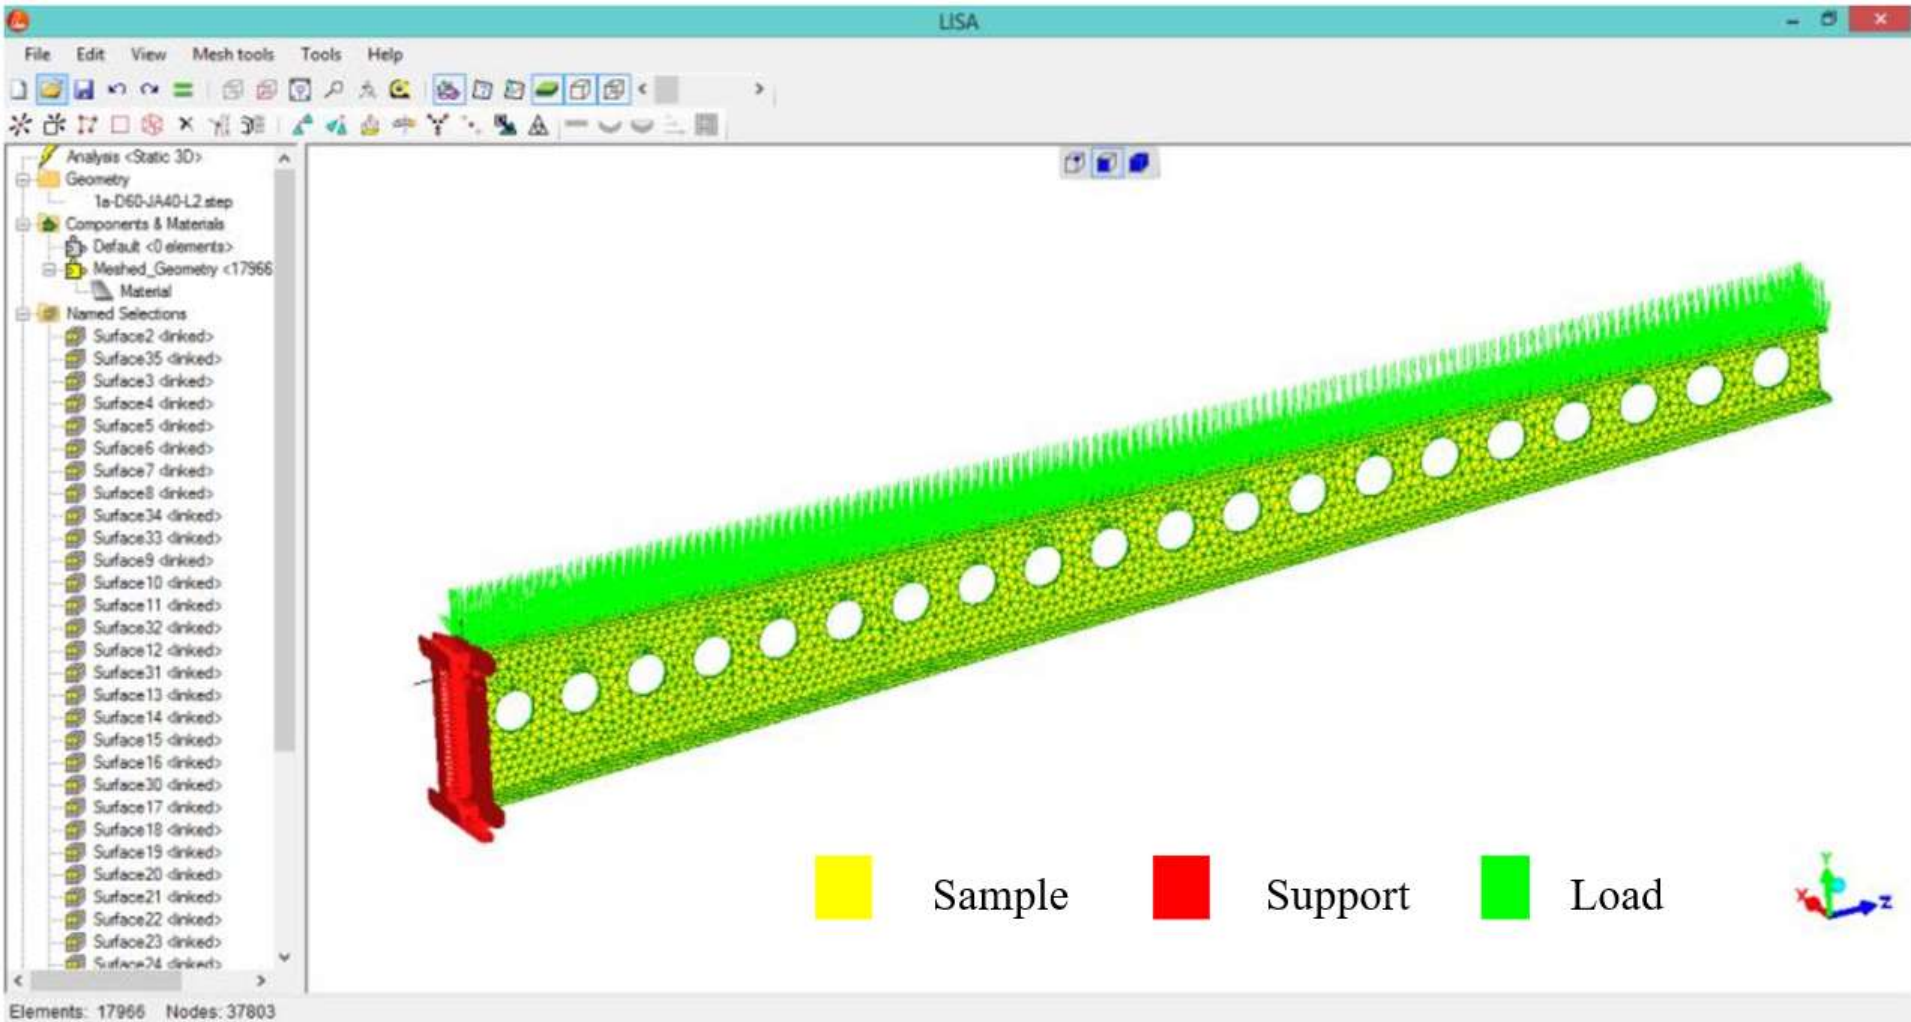 LISA
File Edit View Mesh tools Tools Help
Analysis <Static 3D>
Geometry
1a-D60-JA40-L2.step
Components & Materials
Default <0 elements>
Meshed_Geometry <17966
Material
Named Selections
Surface2 <linked>
Surface35 <linked>
Surface3 <linked>
Surface4 <linked>
Surface5 <linked>
Surface6 <linked>
Surface7 <linked>
Surface8 <linked>
Surface34 <linked>
Surface33 <linked>
Surface9 <linked>
Surface10 <linked>
Surface11 <linked>
Surface32 <linked>
Surface12 <linked>
Surface31 <linked>
Surface13 <linked>
Surface14 <linked>
Surface15 <linked>
Surface16 <linked>
Surface30 <linked>
Surface17 <linked>
Surface18 <linked>
Surface19 <linked>
Surface20 <linked>
Surface21 <linked>
Surface22 <linked>
Surface23 <linked>
Surface24 <linked>
Sample Support Load
Y
X
Z
Elements: 17966 Nodes: 37803